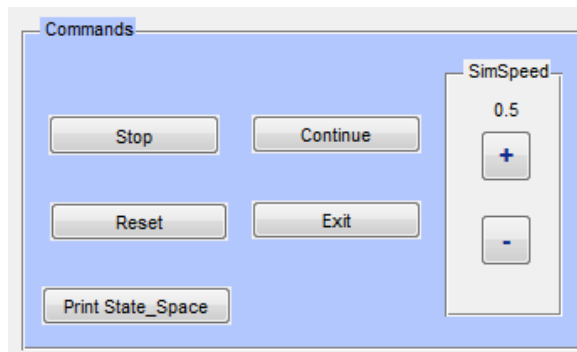 Commands
SimSpeed
0.5
Stop
Continue
+
Reset
Exit
-
Print State_Space